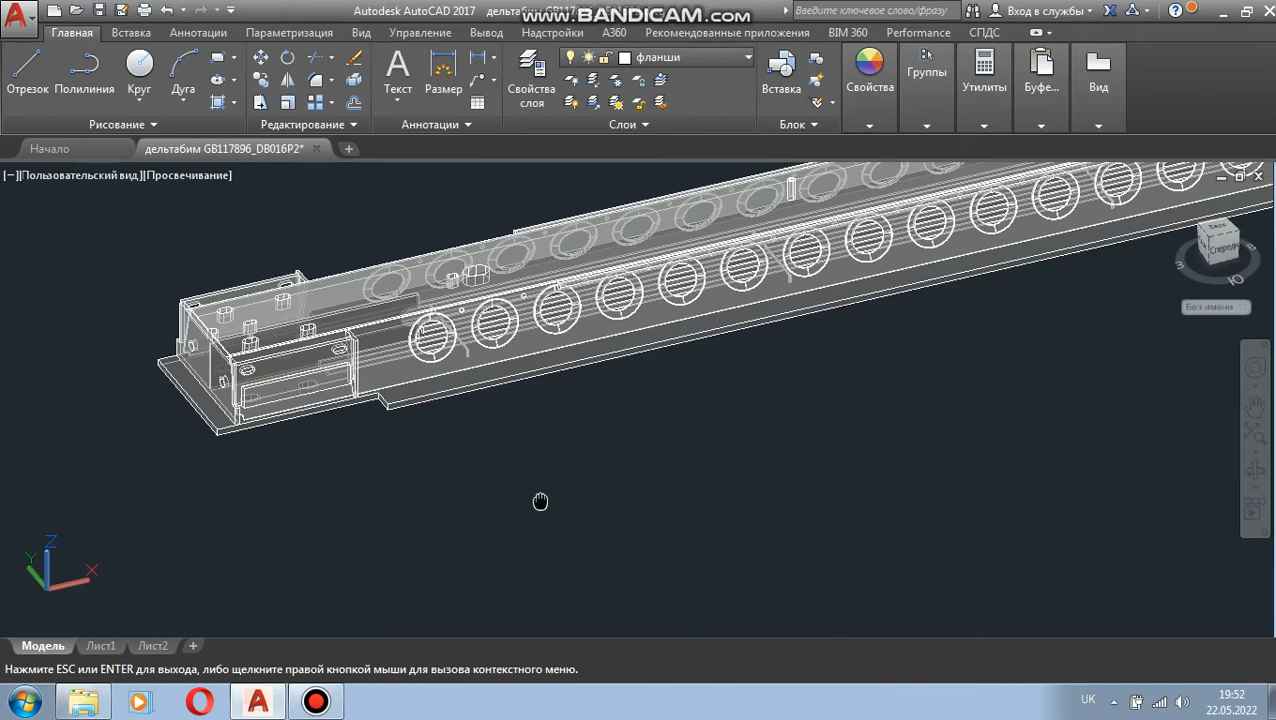 Autodesk AutoCAD 2017 дельтабим GB117896_DB016P2
www.BANDICAM.com
Введите ключевое слово/фразу
Вход в службы
Главная Вставка Аннотации Параметризация Вид Управление Вывод Надстройки A360 Рекомендованные приложения BIM 360 Performance СПДС
фланши
Отрезок Полилиния Круг Дуга Текст Размер Свойства слоя Вставка Свойства Группы Утилиты Буфе... Вид
Рисование Редактирование Аннотации Слои Блок
Начало дельтабим GB117896_DB016P2*
[−][Пользовательский вид][Просвечивание]
Спереди
З Ю
Без имени
Z
Y X
Модель Лист1 Лист2
Нажмите ESC или ENTER для выхода, либо щелкните правой кнопкой мыши для вызова контекстного меню.
UK
19:52
22.05.2022